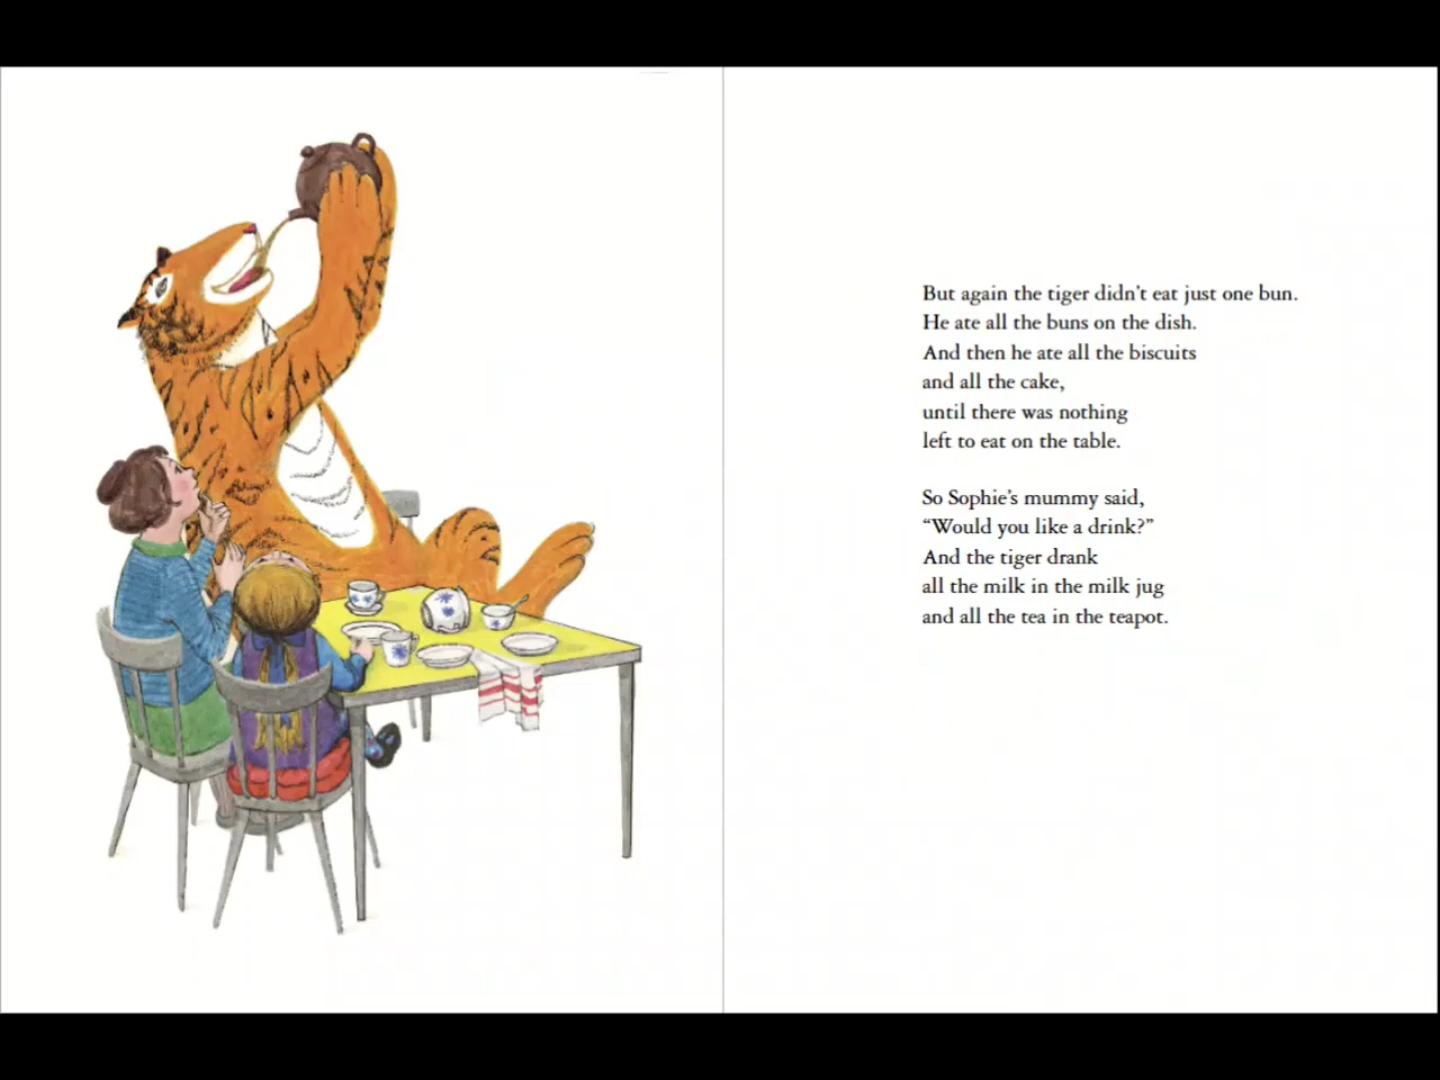 But again the tiger didn't eat just one bun.
He ate all the buns on the dish.
And then he ate all the biscuits
and all the cake,
until there was nothing
left to eat on the table.
So Sophie's mummy said,
“Would you like a drink?”
And the tiger drank
all the milk in the milk jug
and all the tea in the teapot.